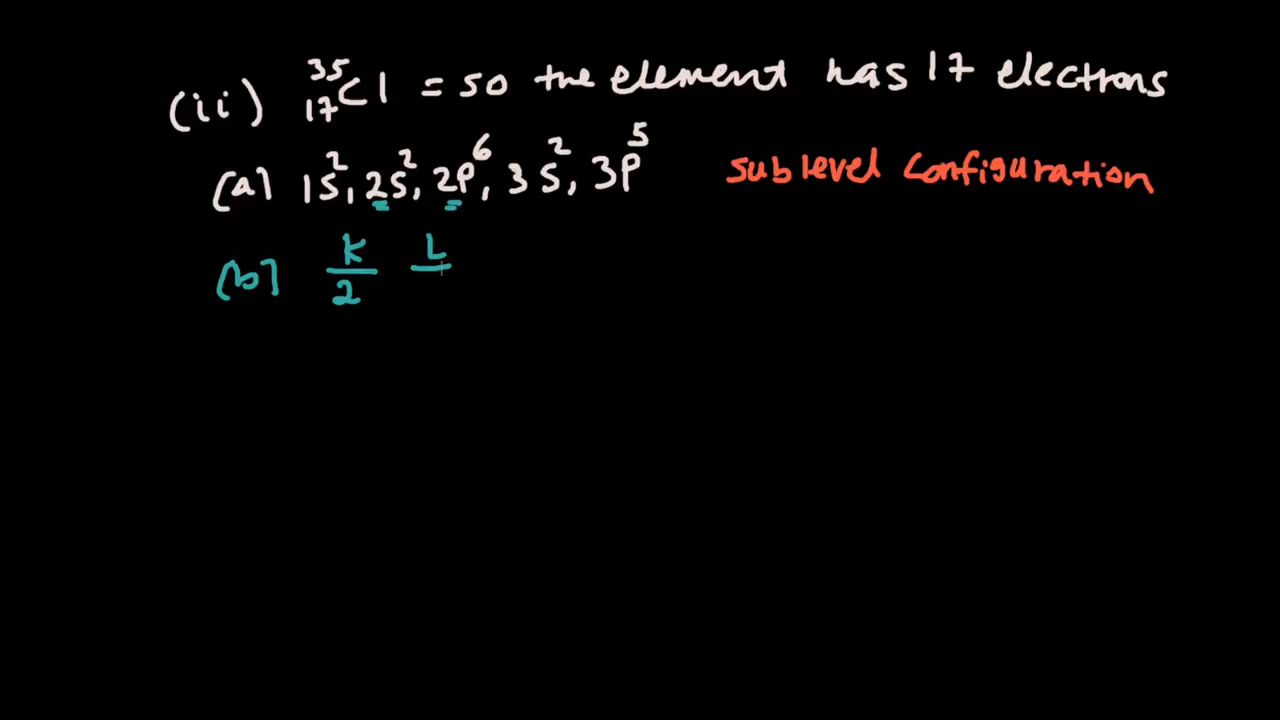 (ii) ³⁵₁₇Cl = so the element has 17 electrons
(a) 1s², 2s², 2p⁶, 3s², 3p⁵ sublevel configuration
(b) K L
2